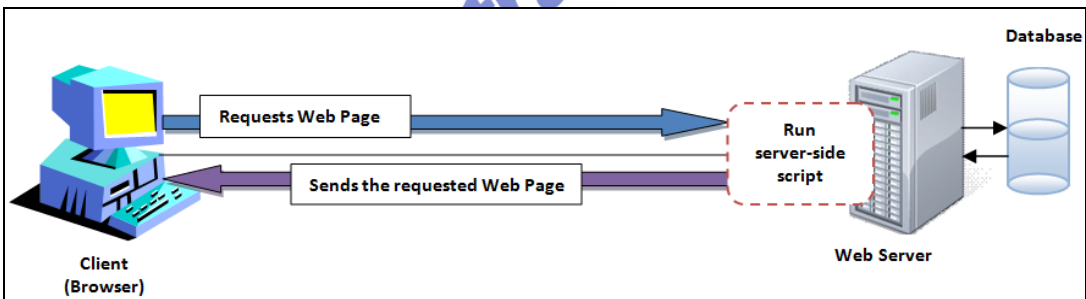 Database
Requests Web Page
Run
server-side
script
Sends the requested Web Page
Web Server
Client
(Browser)